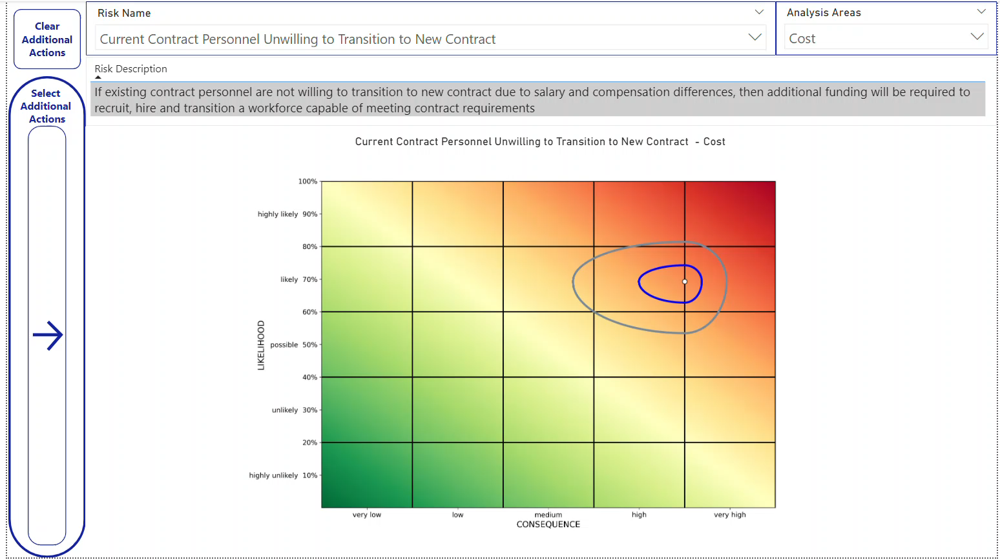 Clear
Additional
Actions
Risk Name
Current Contract Personnel Unwilling to Transition to New Contract
Analysis Areas
Cost
Select
Additional
Actions
Risk Description
If existing contract personnel are not willing to transition to new contract due to salary and compensation differences, then additional funding will be required to
recruit, hire and transition a workforce capable of meeting contract requirements
Current Contract Personnel Unwilling to Transition to New Contract - Cost
100%
highly likely 90%
80%
likely 70%
60%
possible 50%
40%
unlikely 30%
20%
highly unlikely 10%
LIKELIHOOD
very low
low
medium
high
very high
CONSEQUENCE